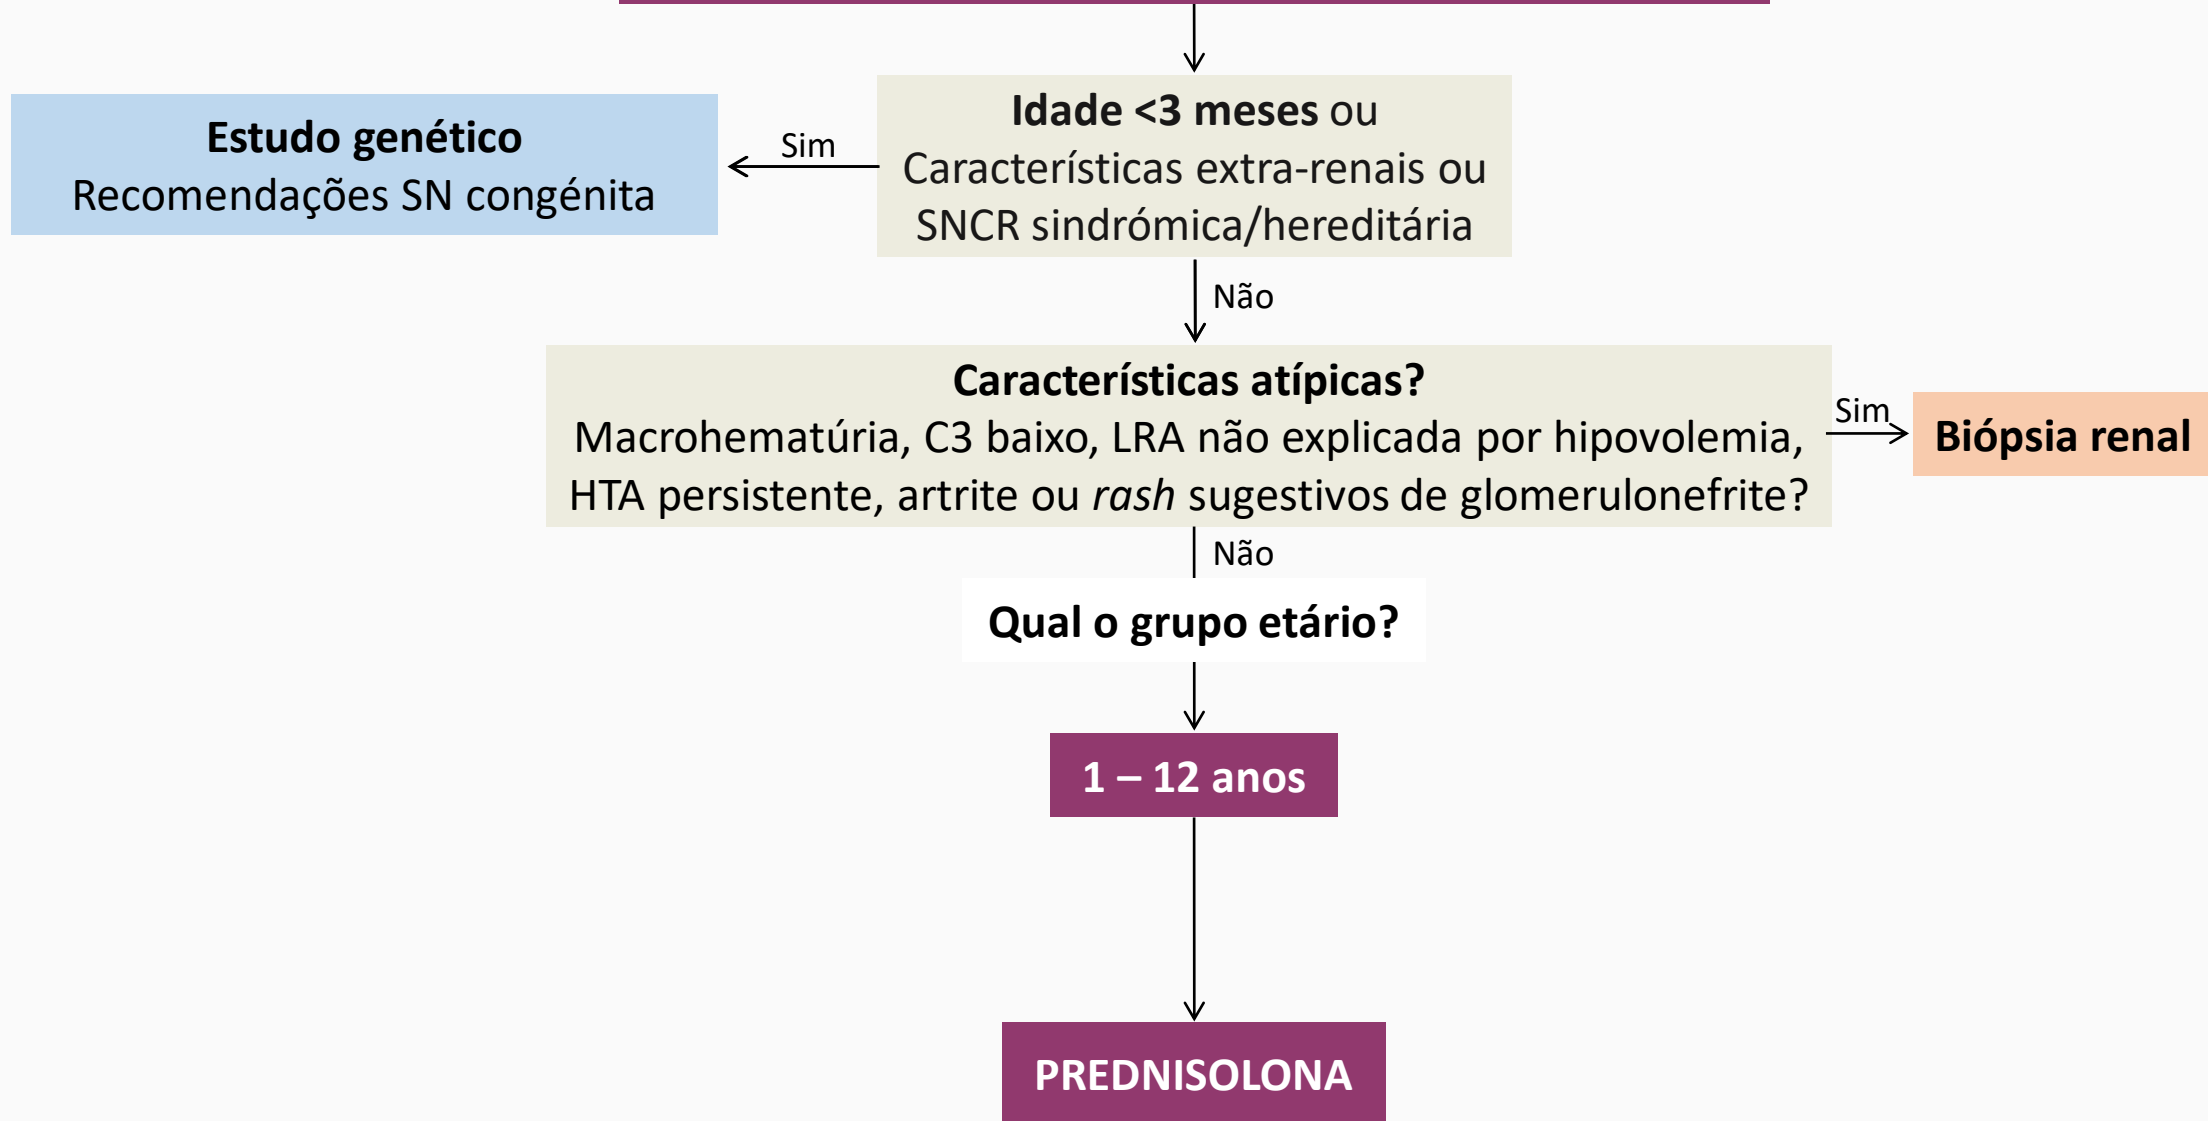 Idade <3 meses ou
Características extra-renais ou
SNCR sindrómica/hereditária
Sim
Estudo genético
Recomendações SN congénita
Não
Características atípicas?
Macrohematúria, C3 baixo, LRA não explicada por hipovolemia,
HTA persistente, artrite ou rash sugestivos de glomerulonefrite?
Sim
Biópsia renal
Não
Qual o grupo etário?
1 – 12 anos
PREDNISOLONA